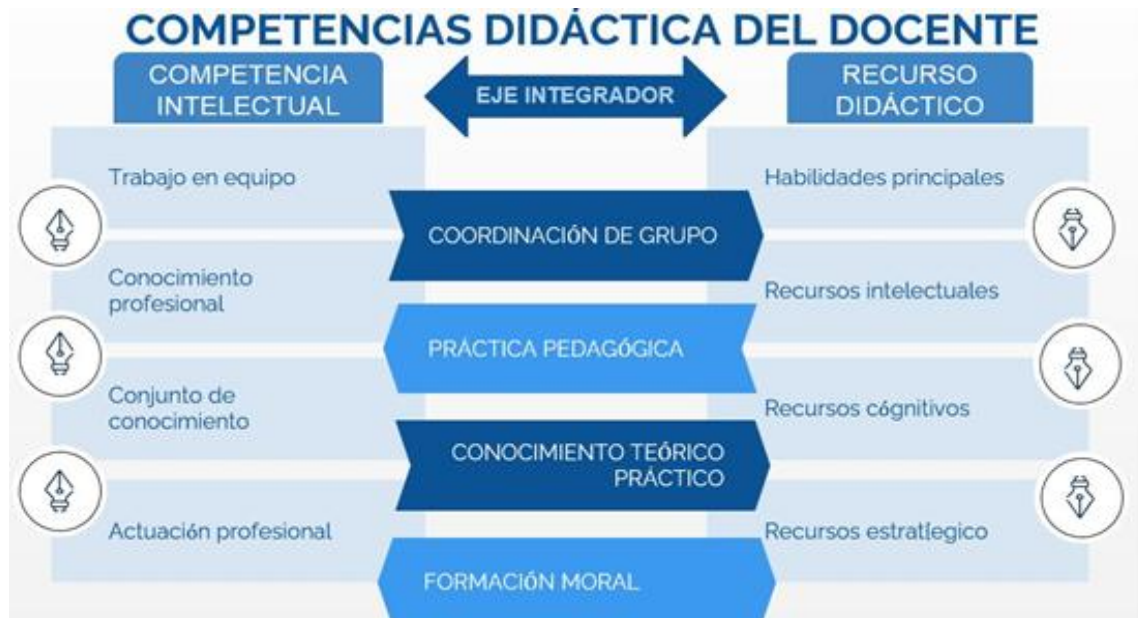 COMPETENCIAS DIDÁCTICA DEL DOCENTE
COMPETENCIA
INTELECTUAL
EJE INTEGRADOR
RECURSO
DIDÁCTICO
Trabajo en equipo
Habilidades principales
COORDINACIÓN DE GRUPO
Conocimiento
profesional
Recursos intelectuales
PRÁCTICA PEDAGÓGICA
Conjunto de
conocimiento
Recursos cógnitivos
CONOCIMIENTO TEÓRICO
PRÁCTICO
Actuación profesional
Recursos estratĺegico
FORMACIÓN MORAL